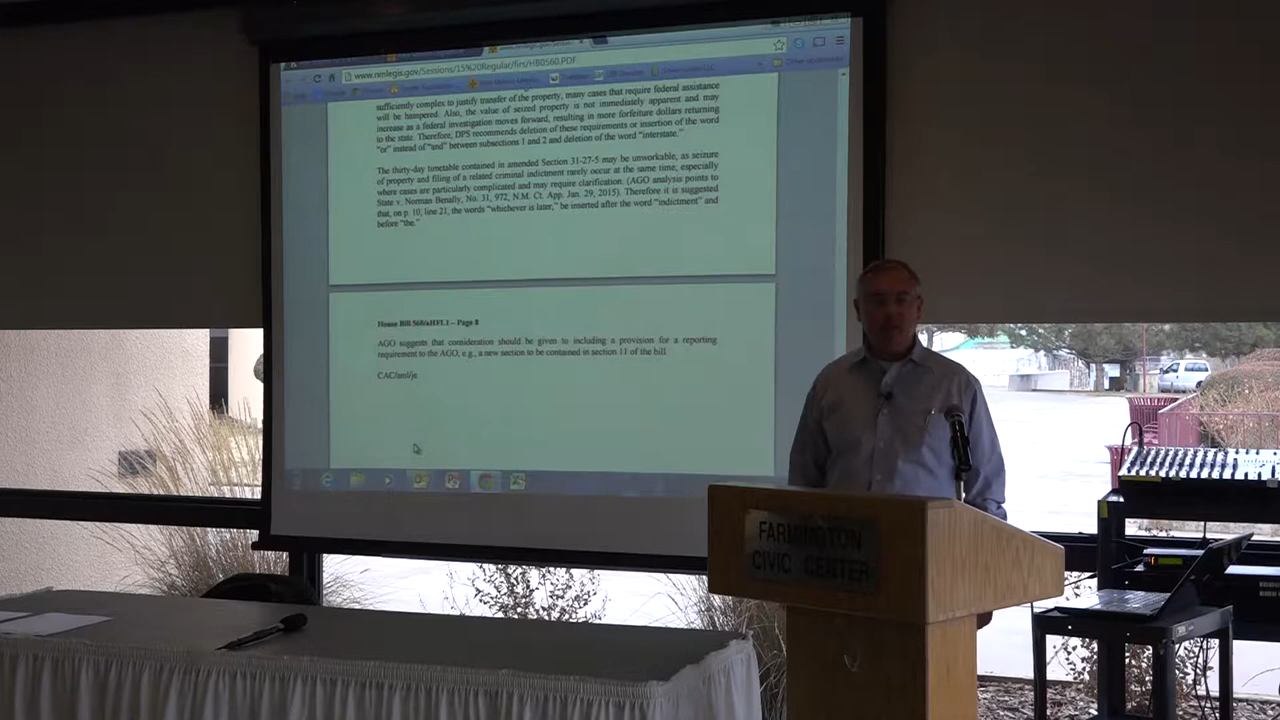 www.nmlegis.gov/Sessions/15%20Regular/firs/HB0560.PDF
Other bookmarks
sufficiently complex to justify transfer of the property, many cases that require federal assistance
will be hampered. Also, the value of seized property is not immediately apparent and may
increase as a federal investigation moves forward, resulting in more forfeiture dollars returning
to the state. Therefore, DPS recommends deletion of these requirements or insertion of the word
“or” instead of “and” between subsections 1 and 2 and deletion of the word “interstate.”
The thirty-day timetable contained in amended Section 31-27-5 may be unworkable, as seizure
of property and filing of a related criminal indictment rarely occur at the same time, especially
where cases are particularly complicated and may require clarification. (AGO analysis points to
State v. Norman Benally, No. 31, 972, N.M. Ct. App. Jan. 29, 2015). Therefore it is suggested
that, on p. 10, line 21, the words “whichever is later,” be inserted after the word “indictment” and
before “the.”
House Bill 560/aHFl.1 – Page 8
AGO suggests that consideration should be given to including a provision for a reporting
requirement to the AGO, e.g., a new section to be contained in section 11 of the bill
CAC/aml/je
FARMINGTON
CIVIC CENTER